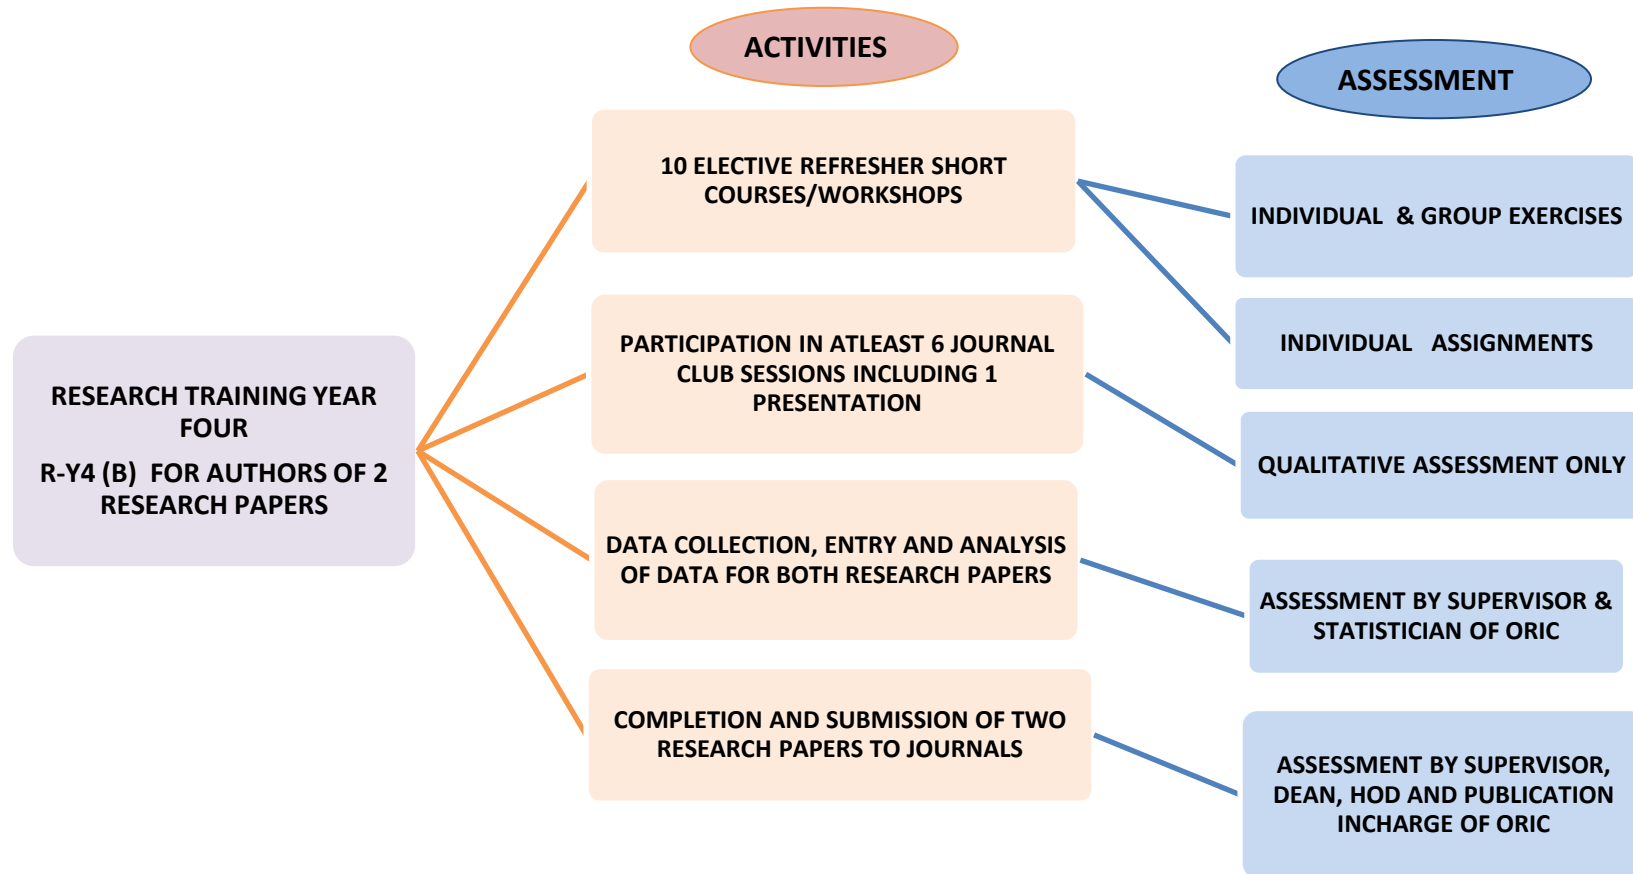 ACTIVITIES
ASSESSMENT
RESEARCH TRAINING YEAR
FOUR
R-Y4 (B) FOR AUTHORS OF 2
RESEARCH PAPERS
10 ELECTIVE REFRESHER SHORT
COURSES/WORKSHOPS
PARTICIPATION IN ATLEAST 6 JOURNAL
CLUB SESSIONS INCLUDING 1
PRESENTATION
DATA COLLECTION, ENTRY AND ANALYSIS
OF DATA FOR BOTH RESEARCH PAPERS
COMPLETION AND SUBMISSION OF TWO
RESEARCH PAPERS TO JOURNALS
INDIVIDUAL & GROUP EXERCISES
INDIVIDUAL ASSIGNMENTS
QUALITATIVE ASSESSMENT ONLY
ASSESSMENT BY SUPERVISOR &
STATISTICIAN OF ORIC
ASSESSMENT BY SUPERVISOR,
DEAN, HOD AND PUBLICATION
INCHARGE OF ORIC